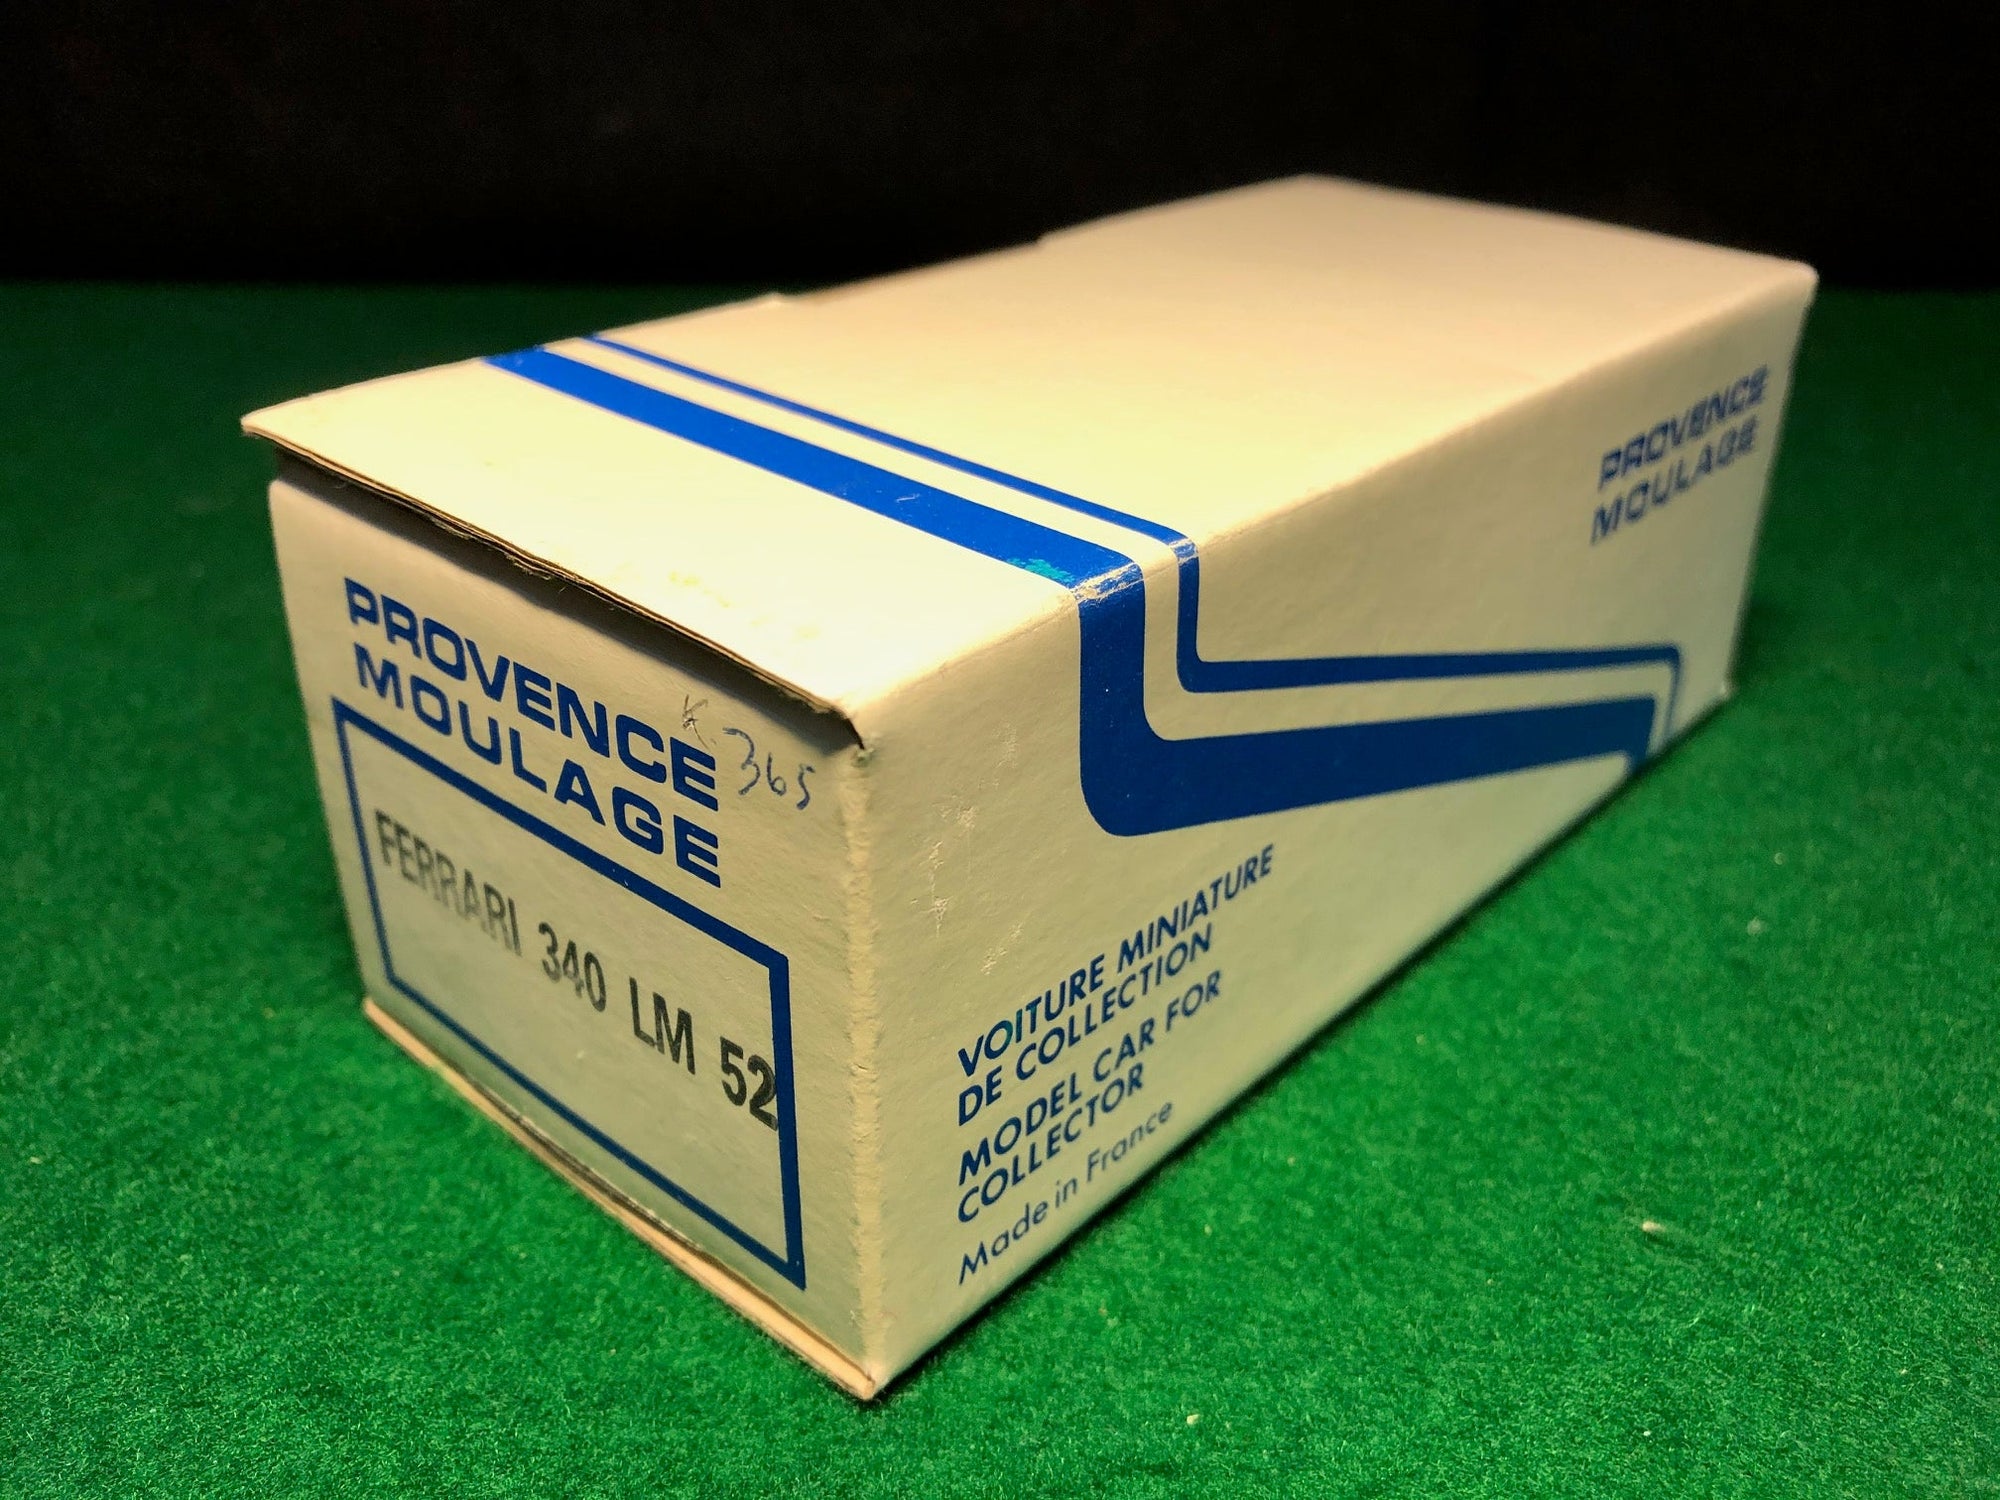 PROVENCE
MOULAGE
K.365
FERRARI 340 LM 52
PROVENCE
MOULAGE
VOITURE MINIATURE
DE COLLECTION
MODEL CAR FOR
COLLECTOR
Made in France